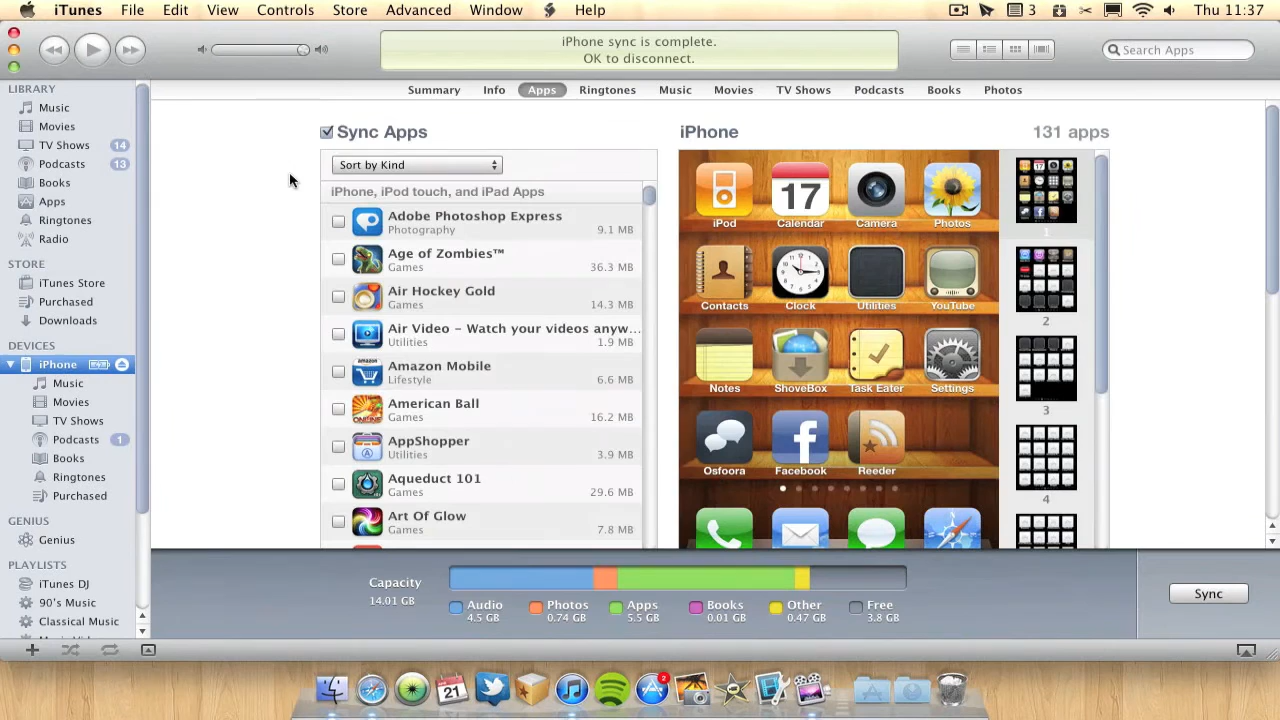 iTunes File Edit View Controls Store Advanced Window Help 3 Thu 11:37
iPhone sync is complete.
OK to disconnect.
Search Apps
Summary Info Apps Ringtones Music Movies TV Shows Podcasts Books Photos
LIBRARY
Music
Movies
TV Shows 14
Podcasts 13
Books
Apps
Ringtones
Radio
STORE
iTunes Store
Purchased
Downloads
DEVICES
iPhone
Music
Movies
TV Shows
Podcasts 1
Books
Ringtones
Purchased
GENIUS
Genius
PLAYLISTS
iTunes DJ
90's Music
Classical Music
Sync Apps
Sort by Kind
iPhone, iPod touch, and iPad Apps
Adobe Photoshop Express
Photography 9.1 MB
Age of Zombies™
Games 36.3 MB
Air Hockey Gold
Games 14.3 MB
Air Video – Watch your videos anyw...
Utilities 1.9 MB
amazon
Amazon Mobile
Lifestyle 6.6 MB
American Ball
Games 16.2 MB
AppShopper
Utilities 3.9 MB
Aqueduct 101
Games 29.6 MB
Art Of Glow
Games 7.8 MB
iPhone 131 apps
17
iPod Calendar Camera Photos
Contacts Clock Utilities YouTube
Notes ShoveBox Task Eater Settings
Osfoora Facebook Reeder
1
2
3
4
Capacity
14.01 GB
Audio Photos Apps Books Other Free
4.5 GB 0.74 GB 5.5 GB 0.01 GB 0.47 GB 3.8 GB
Sync
21
2